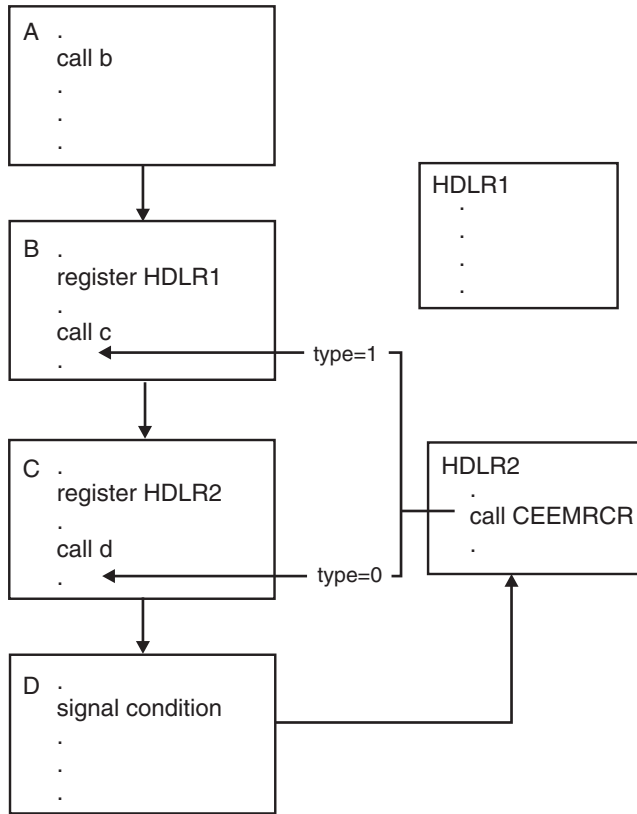 A .
call b
.
.
.
B .
register HDLR1
.
call c
.
C .
register HDLR2
.
call d
.
D .
signal condition
.
.
.
HDLR1
.
.
.
.
type=1
HDLR2
.
call CEEMRCR
.
type=0